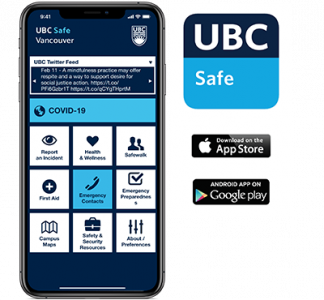 9:41
UBC Safe
Vancouver
UBC
UBC Twitter Feed
Feb 11 - A mindfulness practice may offer
respite and a way to support desire for
social justice action. https://t.co/
PFi6Gzbr1T https://t.co/qCYgTHprtM
COVID-19
Report
an Incident
Health
& Wellness
Safewalk
First Aid
Emergency
Contacts
Emergency
Preparednes
s
Campus
Maps
Safety &
Security
Resources
About /
Preferences
UBC
Safe
Download on the
App Store
ANDROID APP ON
Google play